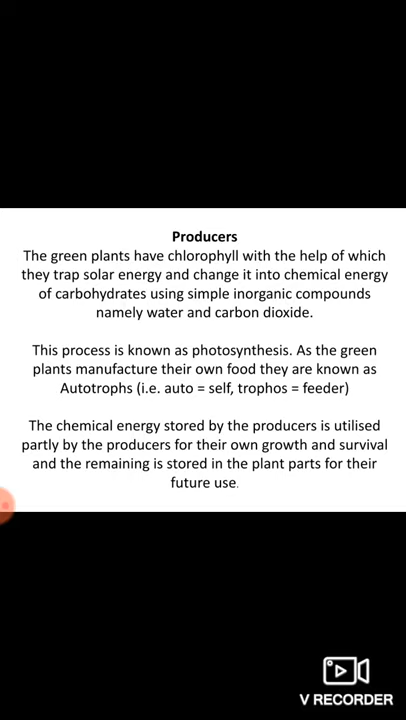 Producers
The green plants have chlorophyll with the help of which
they trap solar energy and change it into chemical energy
of carbohydrates using simple inorganic compounds
namely water and carbon dioxide.
This process is known as photosynthesis. As the green
plants manufacture their own food they are known as
Autotrophs (i.e. auto = self, trophos = feeder)
The chemical energy stored by the producers is utilised
partly by the producers for their own growth and survival
and the remaining is stored in the plant parts for their
future use.
V RECORDER